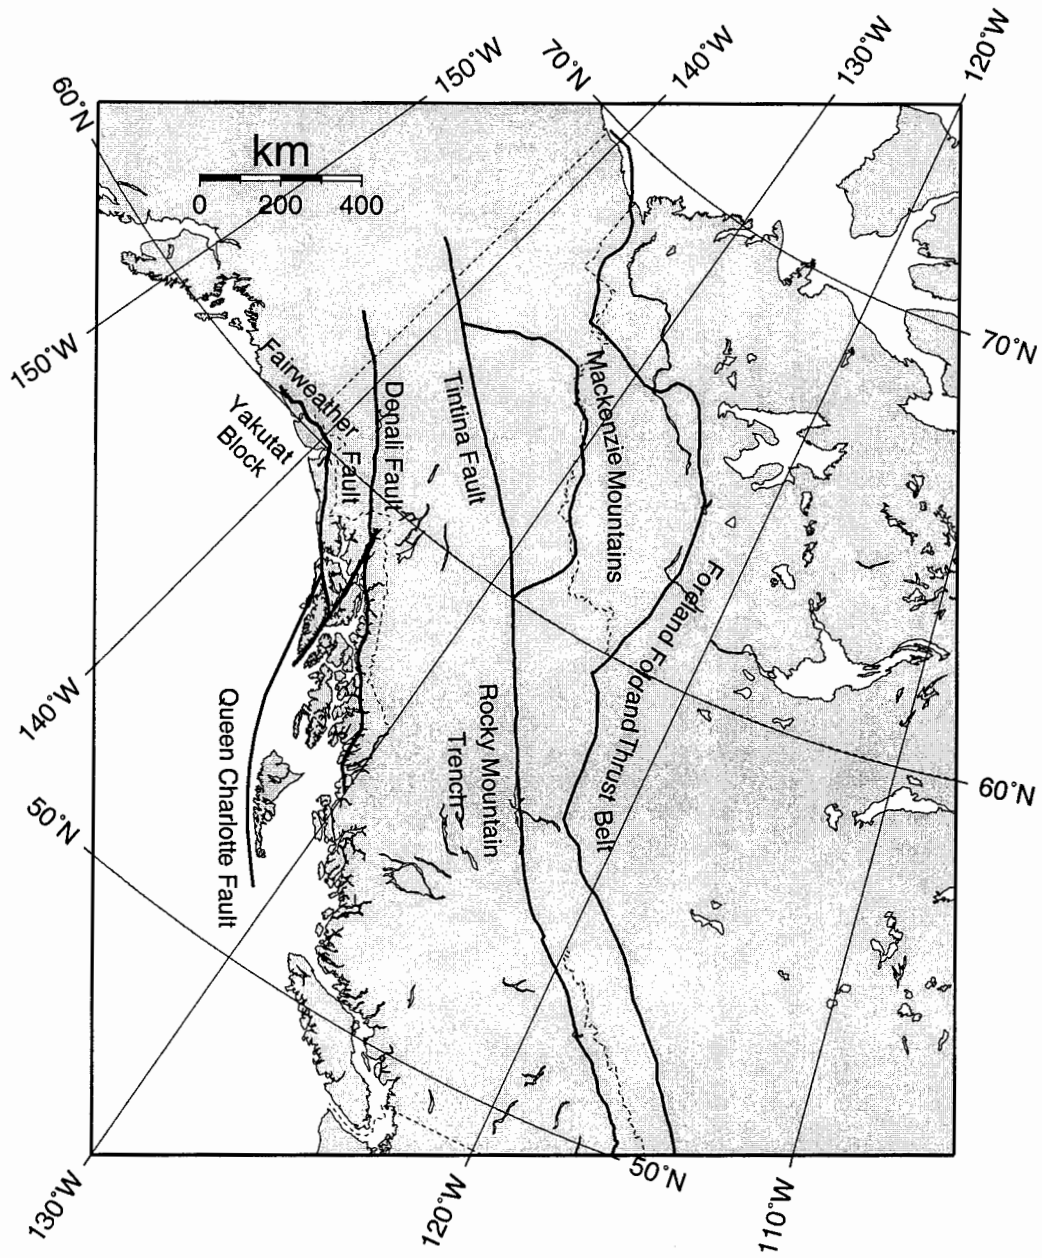 150°W
70°N
140°W
130°W
120°W
60°N
km
0 200 400
150°W
70°N
Fairweather
Fault
Yakutat
Block
Denali Fault
Tintina Fault
Mackenzie Mountains
Foreland Fold and Thrust Belt
140°W
Queen Charlotte Fault
Rocky Mountain
Trench
60°N
50°N
130°W
120°W
50°N
110°W